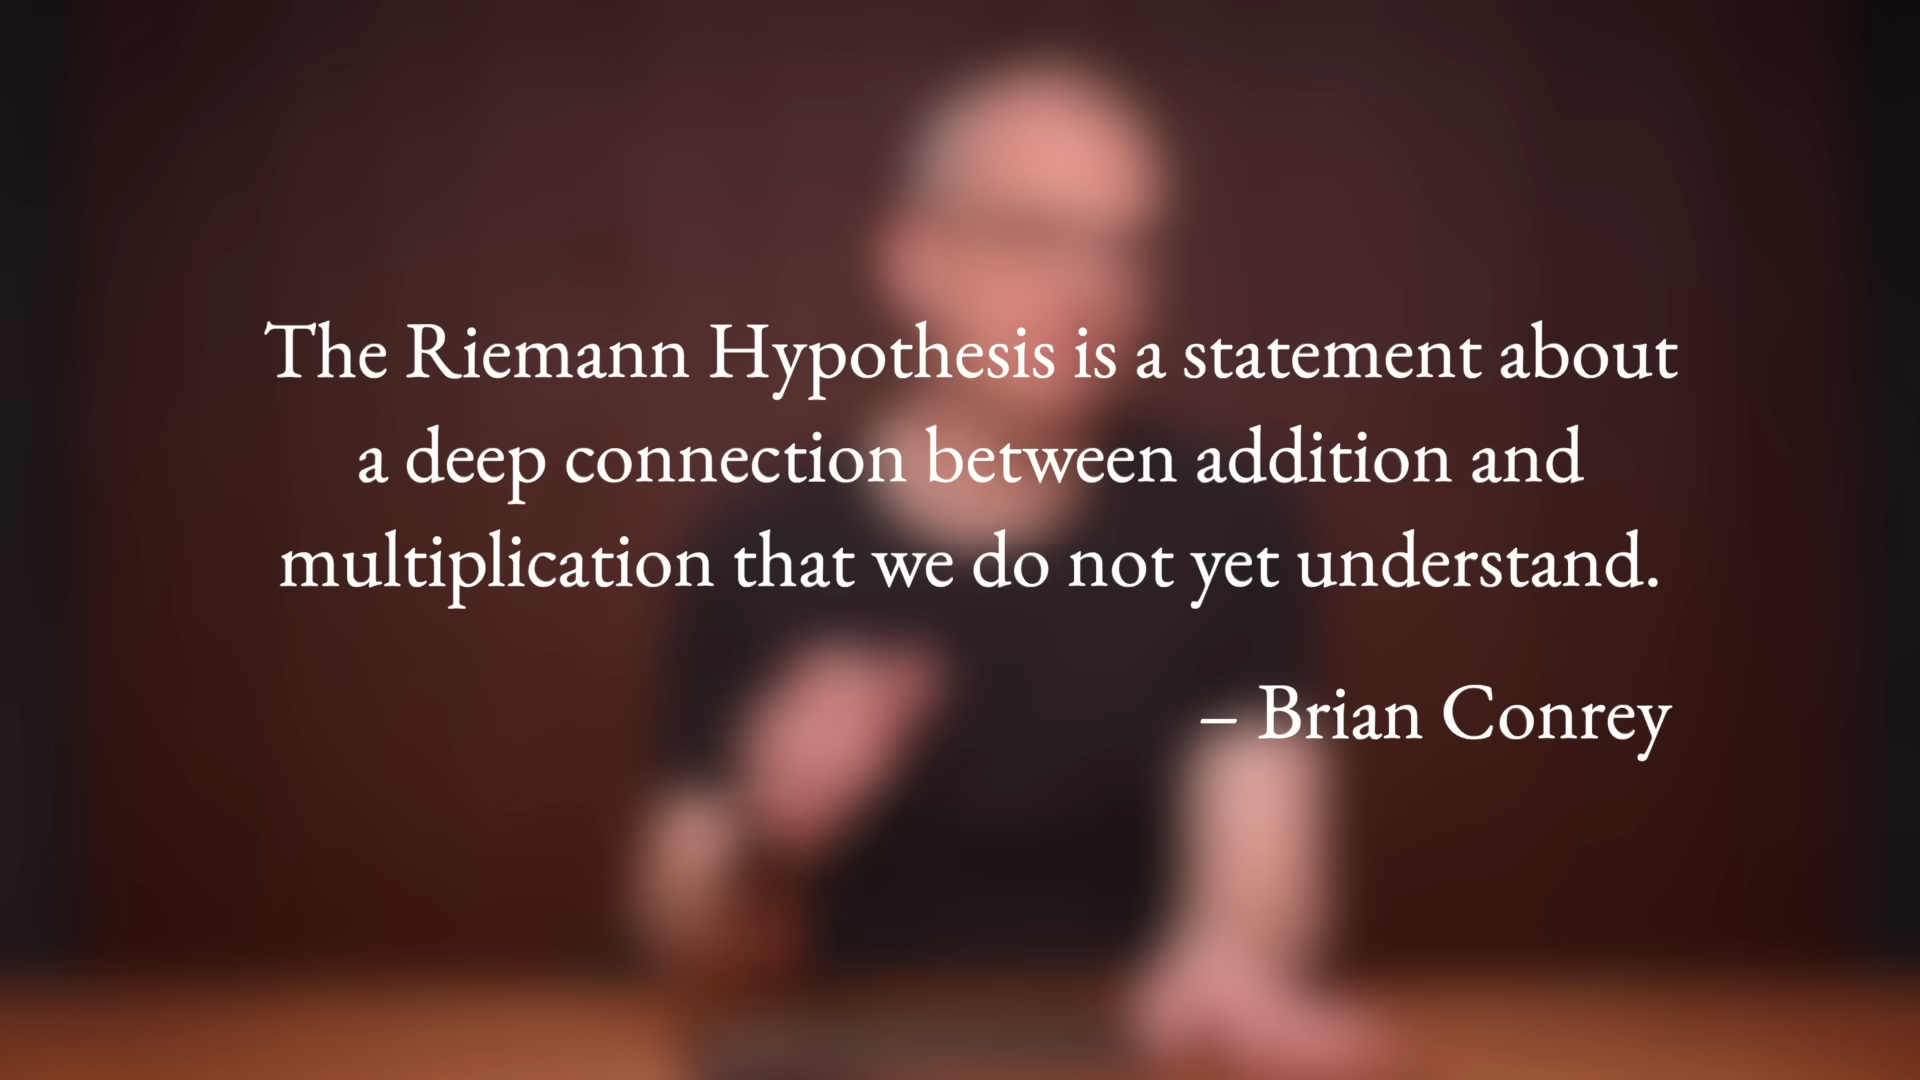 The Riemann Hypothesis is a statement about
a deep connection between addition and
multiplication that we do not yet understand.
– Brian Conrey